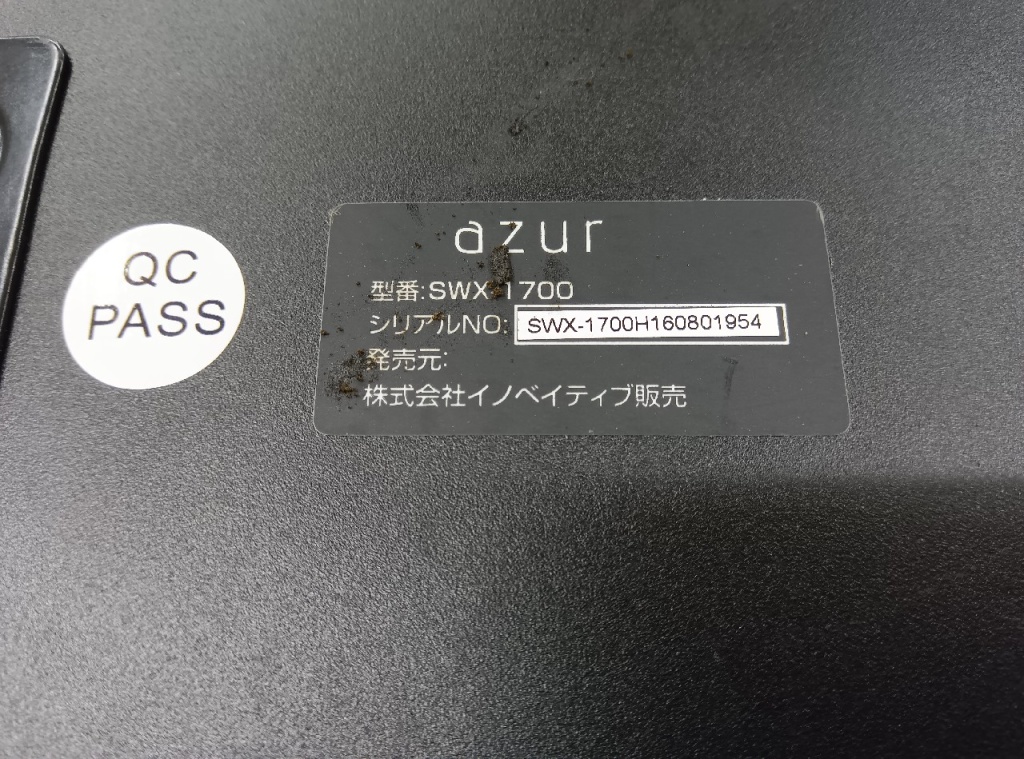 QC
PASS
azur
型番:SWX-1700
シリアルNO: SWX-1700H160801954
発売元:
株式会社イノベイティブ販売